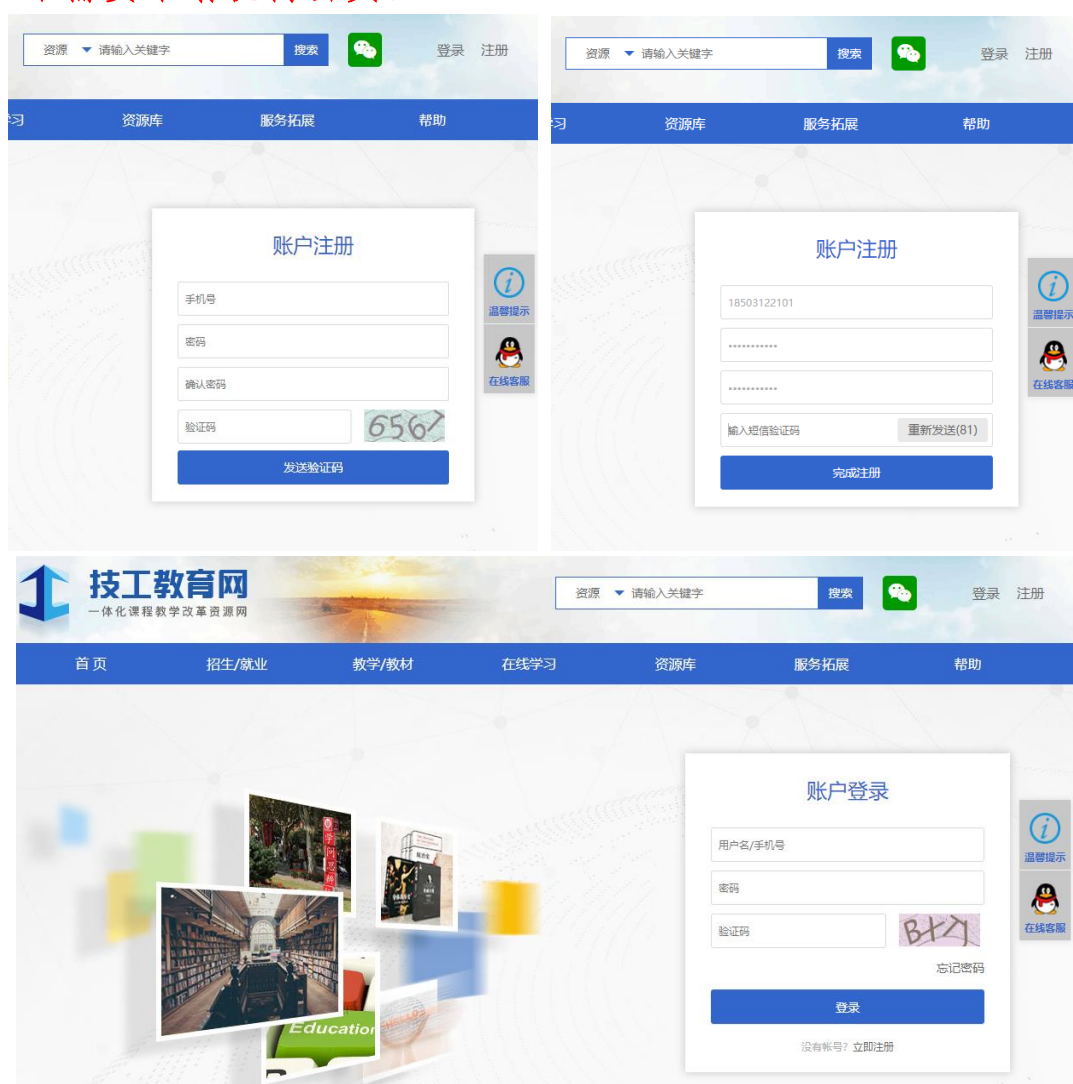 资源 请输入关键字 搜索 登录 注册
资源库 服务拓展 帮助
账户注册
手机号
密码
确认密码
验证码
发送验证码
温馨提示
在线客服
资源 请输入关键字 搜索 登录 注册
资源库 服务拓展 帮助
账户注册
18503122101
输入短信验证码 重新发送(81)
完成注册
温馨提示
在线客服
技工教育网
一体化课程教学改革资源网
资源 请输入关键字 搜索 登录 注册
首页 招生/就业 教学/教材 在线学习 资源库 服务拓展 帮助
账户登录
用户名/手机号
密码
验证码
忘记密码
登录
没有帐号? 立即注册
温馨提示
在线客服
Education